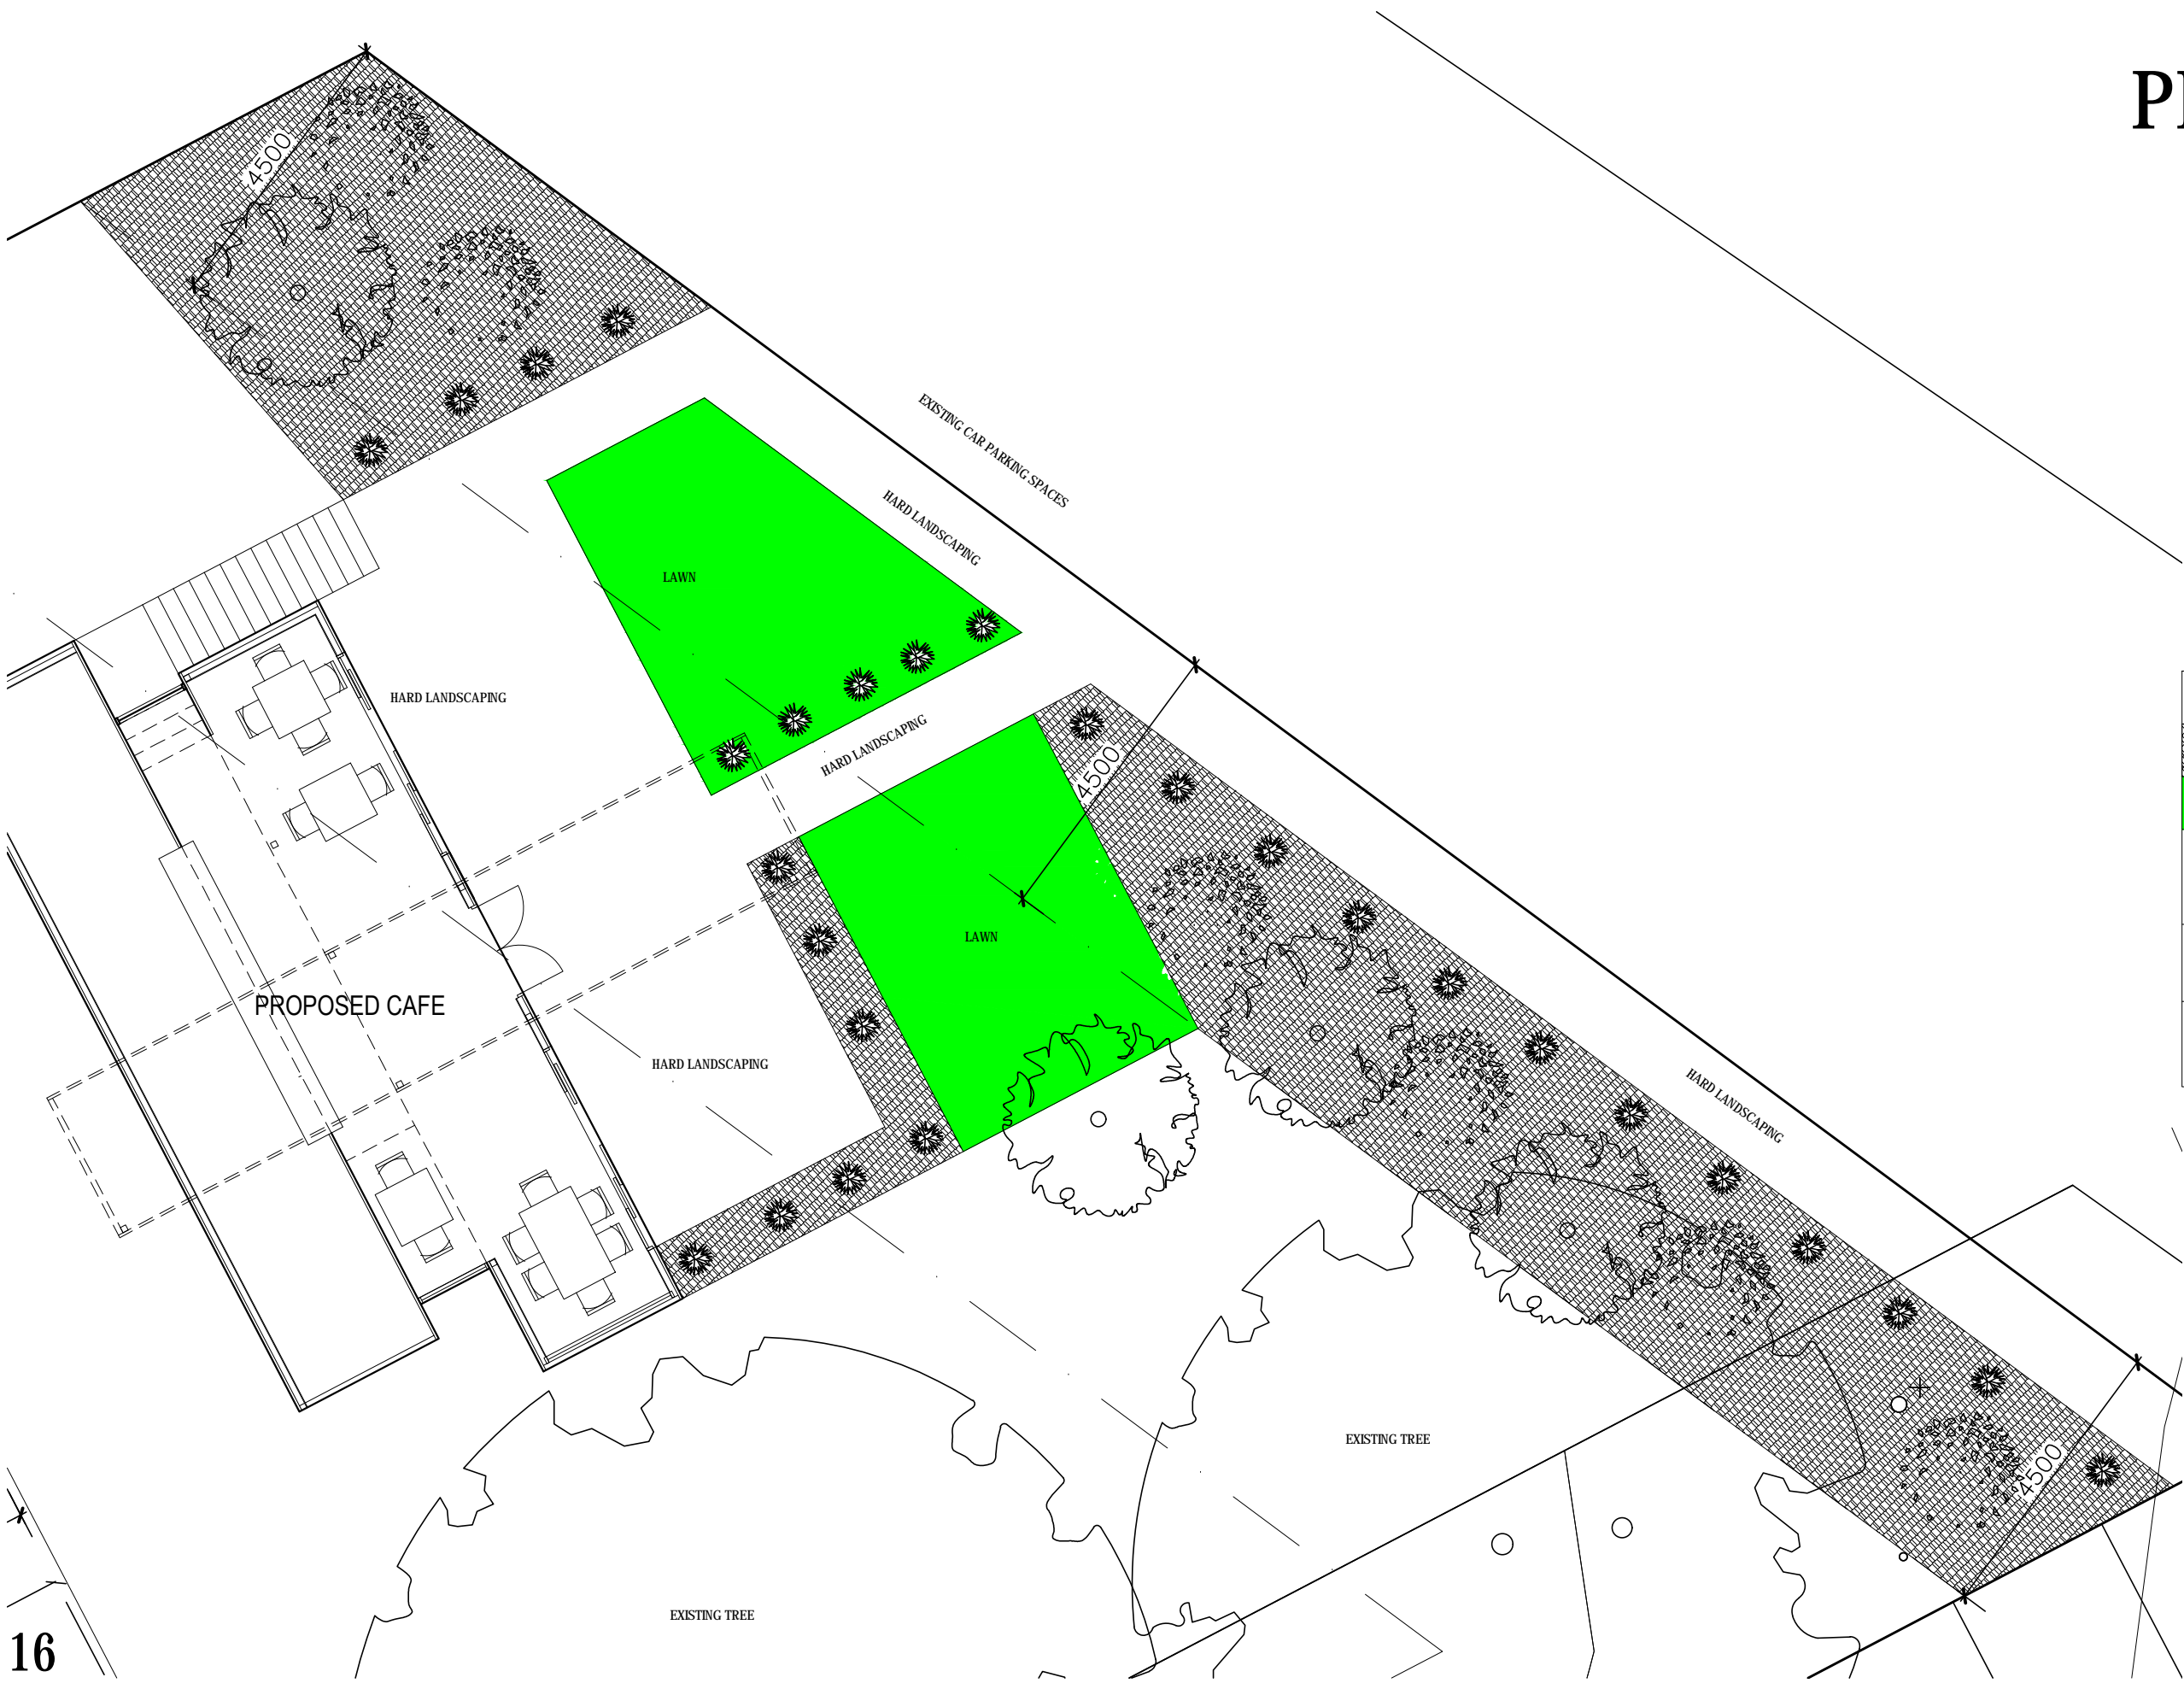 PL
4500
EXISTING CAR PARKING SPACES
HARD LANDSCAPING
LAWN
HARD LANDSCAPING
HARD LANDSCAPING
4500
LAWN
PROPOSED CAFE
HARD LANDSCAPING
HARD LANDSCAPING
EXISTING TREE
4500
EXISTING TREE
16